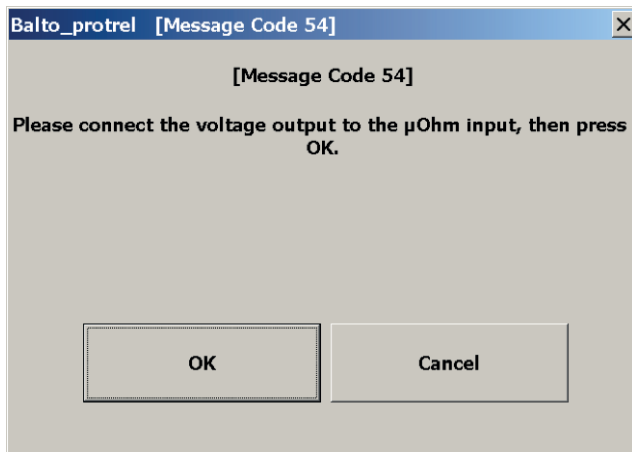 Balto_protrel [Message Code 54]
[Message Code 54]
Please connect the voltage output to the µOhm input, then press
OK.
OK
Cancel